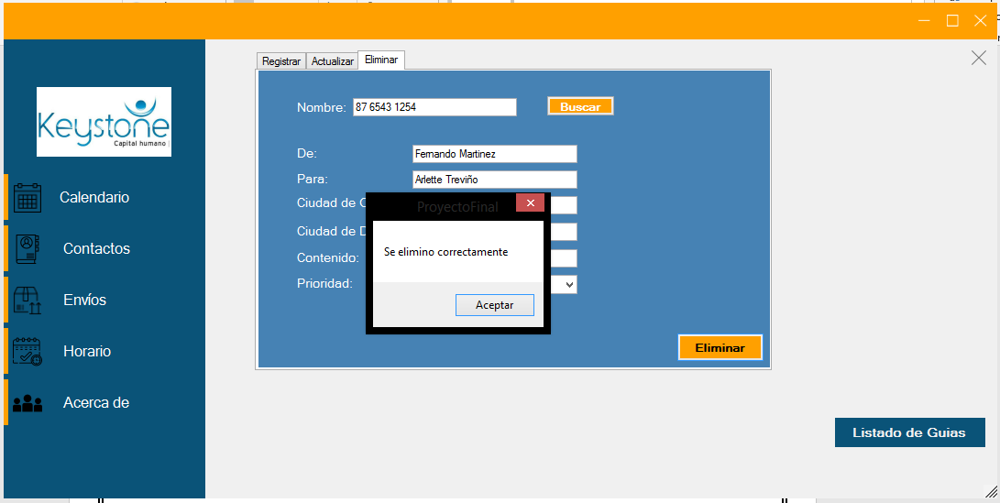 Registrar Actualizar Eliminar
Keystone
Capital humano
Nombre: 87 6543 1254 Buscar
De: Fernando Martinez
Para: Arlette Treviño
Ciudad de
Ciudad de
Contenido:
Prioridad:
ProyectoFinal
Se elimino correctamente
Aceptar
Eliminar
Calendario
Contactos
Envíos
Horario
Acerca de
Listado de Guias